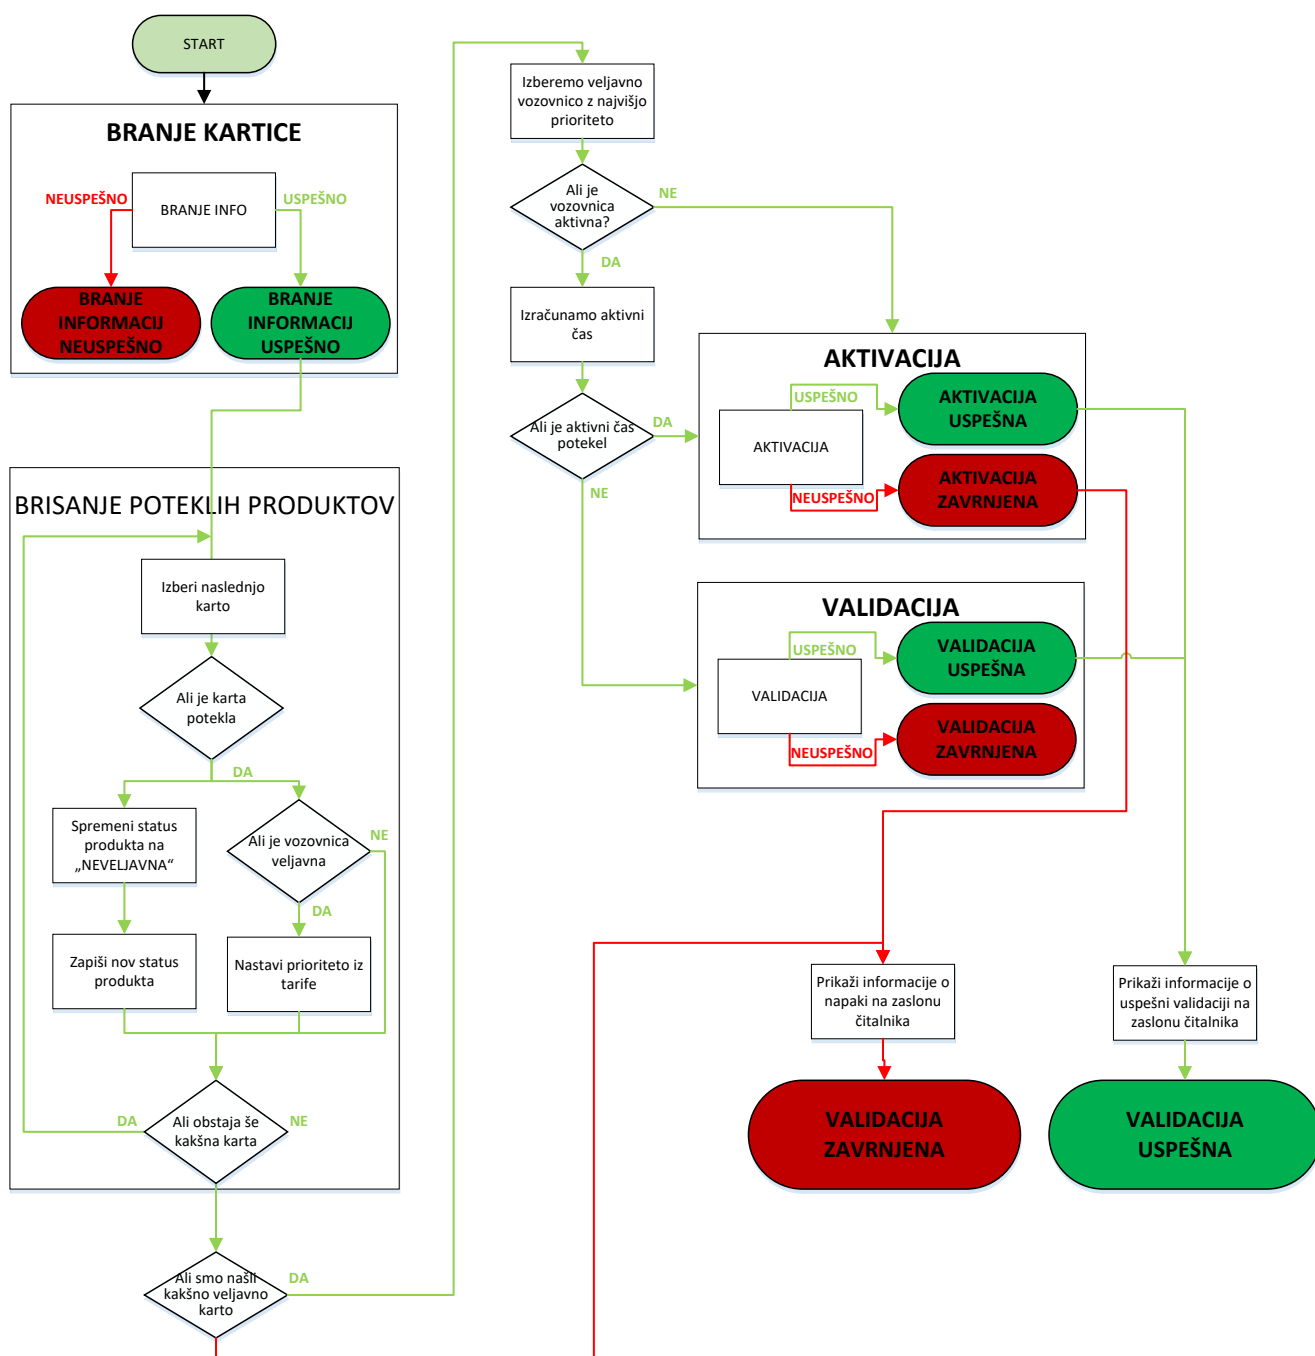 START
BRANJE KARTICE
NEUSPEŠNO
USPEŠNO
BRANJE INFO
BRANJE
INFORMACIJ
NEUSPEŠNO
BRANJE
INFORMACIJ
USPEŠNO
BRISANJE POTEKLIH PRODUKTOV
Izberi naslednjo
karto
Ali je karta
potekla
DA
Spremeni status
produkta na
„NEVELJAVNA“
Ali je vozovnica
veljavna
NE
DA
Zapiši nov status
produkta
Nastavi prioriteto iz
tarife
DA
Ali obstaja še
kakšna karta
NE
Ali smo našli
kakšno veljavno
karto
DA
Izberemo veljavno
vozovnico z najvišjo
prioriteto
Ali je
vozovnica
aktivna?
NE
DA
Izračunamo aktivni
čas
Ali je aktivni čas
potekel
DA
NE
AKTIVACIJA
USPEŠNO
AKTIVACIJA
USPEŠNA
AKTIVACIJA
NEUSPEŠNO
AKTIVACIJA
ZAVRNJENA
VALIDACIJA
USPEŠNO
VALIDACIJA
USPEŠNA
VALIDACIJA
NEUSPEŠNO
VALIDACIJA
ZAVRNJENA
Prikaži informacije o
napaki na zaslonu
čitalnika
Prikaži informacije o
uspešni validaciji na
zaslonu čitalnika
VALIDACIJA
ZAVRNJENA
VALIDACIJA
USPEŠNA